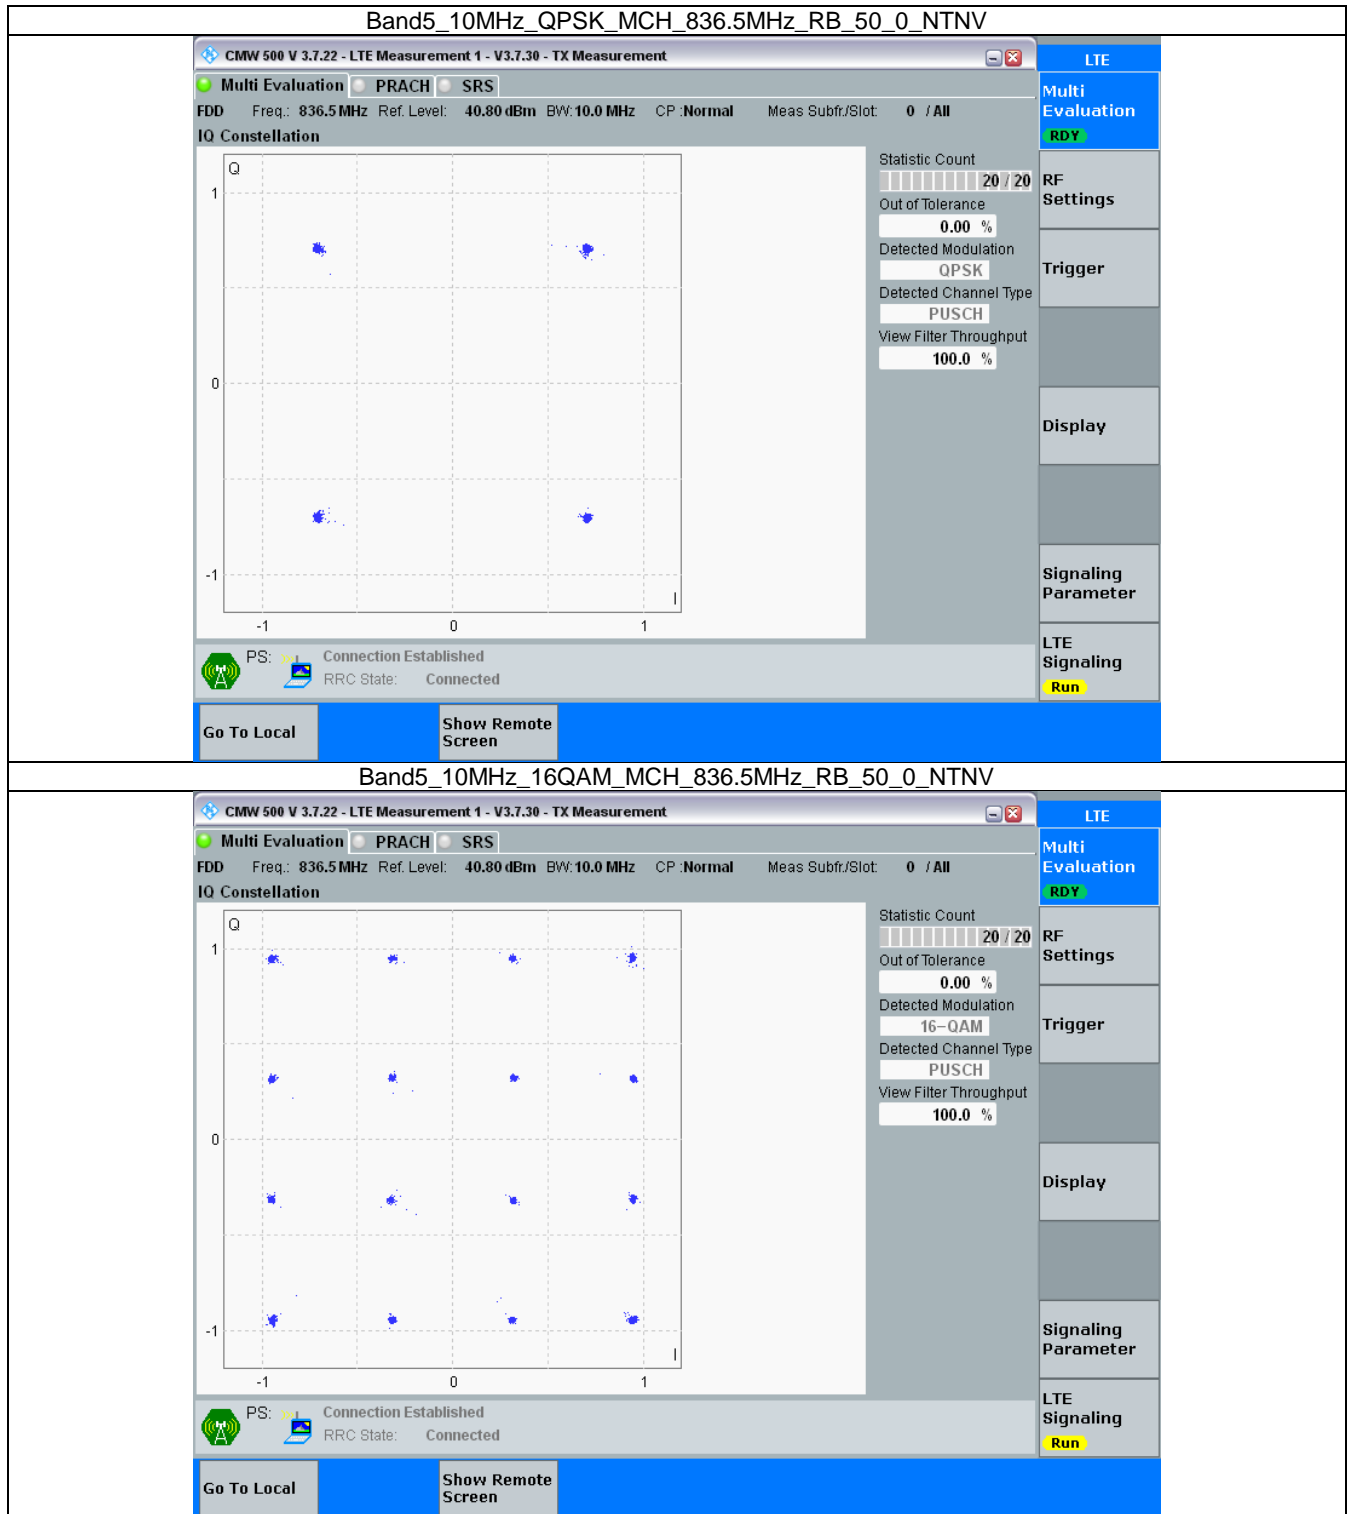 Band5_10MHz_QPSK_MCH_836.5MHz_RB_50_0_NTNV
CMW 500 V 3.7.22 - LTE Measurement 1 - V3.7.30 - TX Measurement
LTE
Multi Evaluation PRACH SRS
Multi
Evaluation
RDY
FDD Freq.: 836.5 MHz Ref. Level: 40.80 dBm BW: 10.0 MHz CP :Normal Meas Subfr./Slot: 0 / All
IQ Constellation
Q
1
0
-1
I
-1 0 1
Statistic Count
20 / 20
Out of Tolerance
0.00 %
Detected Modulation
QPSK
Detected Channel Type
PUSCH
View Filter Throughput
100.0 %
RF
Settings
Trigger
Display
Signaling
Parameter
LTE
Signaling
Run
PS: Connection Established
RRC State: Connected
Go To Local
Show Remote
Screen
Band5_10MHz_16QAM_MCH_836.5MHz_RB_50_0_NTNV
CMW 500 V 3.7.22 - LTE Measurement 1 - V3.7.30 - TX Measurement
LTE
Multi Evaluation PRACH SRS
Multi
Evaluation
RDY
FDD Freq.: 836.5 MHz Ref. Level: 40.80 dBm BW: 10.0 MHz CP :Normal Meas Subfr./Slot: 0 / All
IQ Constellation
Q
1
0
-1
I
-1 0 1
Statistic Count
20 / 20
Out of Tolerance
0.00 %
Detected Modulation
16-QAM
Detected Channel Type
PUSCH
View Filter Throughput
100.0 %
RF
Settings
Trigger
Display
Signaling
Parameter
LTE
Signaling
Run
PS: Connection Established
RRC State: Connected
Go To Local
Show Remote
Screen